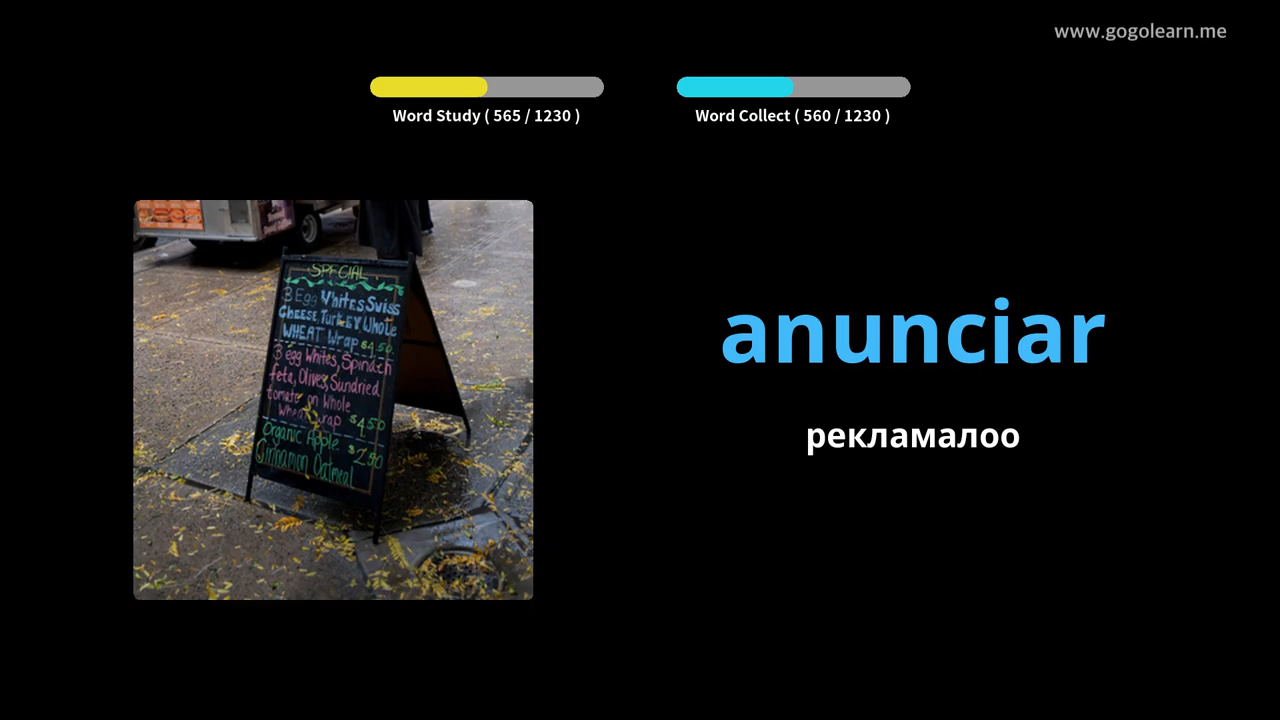 www.gogolearn.me
Word Study ( 565 / 1230 )
Word Collect ( 560 / 1230 )
SPECIAL
3 Egg Whites, Swiss
Cheese, Turkey Whole
WHEAT Wrap $4.50
3 egg Whites, Spinach
feta, Olives, Sundried
tomato on Whole
Wheat Wrap $4.50
Organic Apple $2.50
Cinnamon Oatmeal
anunciar
рекламалоо